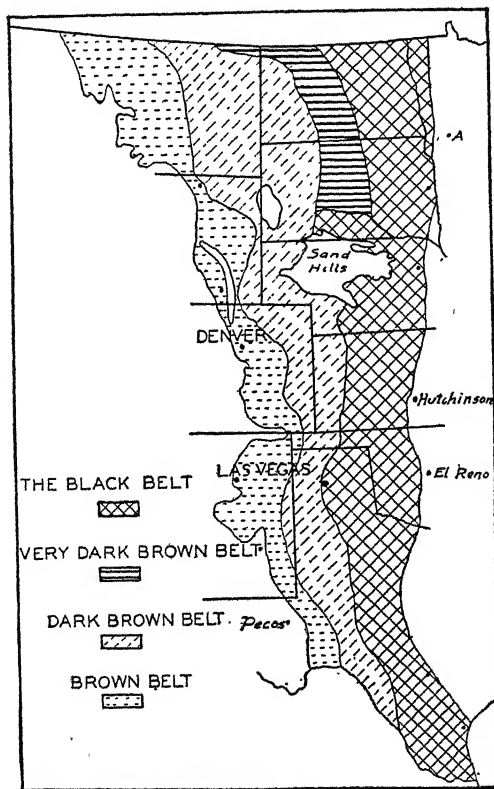 A
Sand
Hills
DENVER
Hutchinson
LAS VEGAS
El Reno
THE BLACK BELT
VERY DARK BROWN BELT
DARK BROWN BELT.
Pecos
BROWN BELT